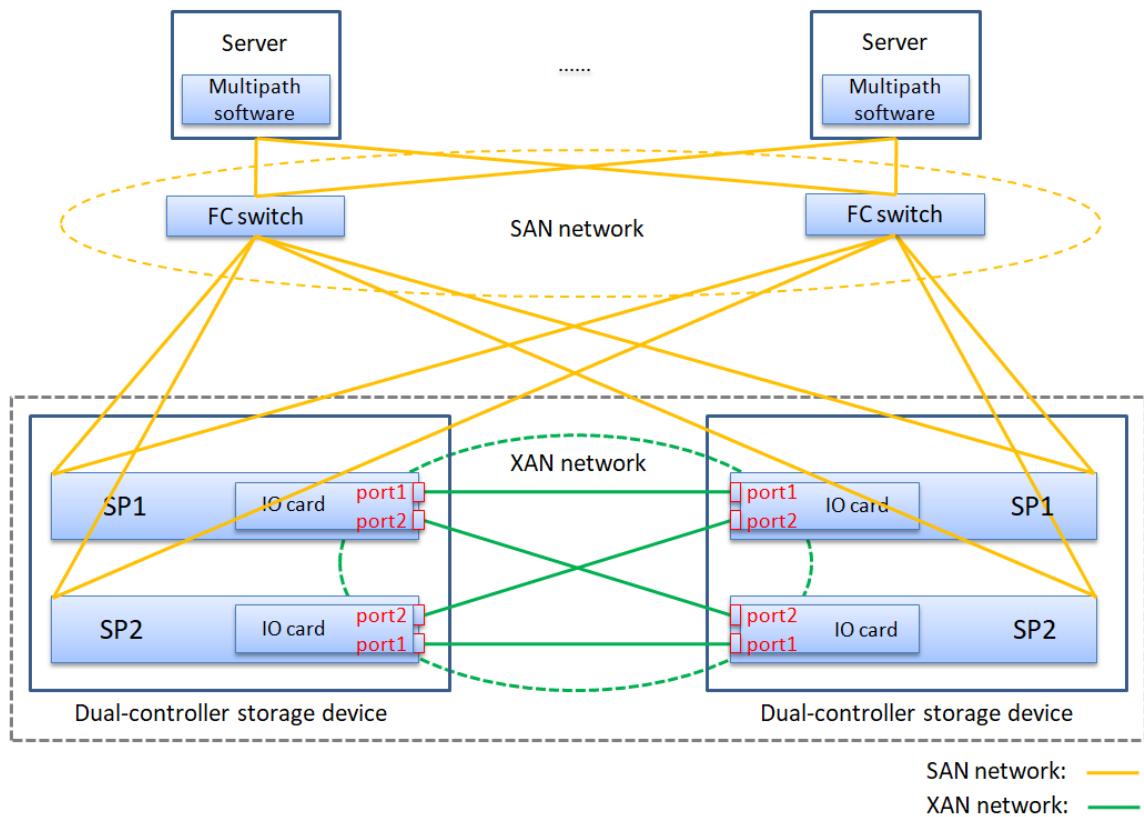 Server
Multipath
software
......
Server
Multipath
software
FC switch
SAN network
FC switch
XAN network
SP1
IO card
port1
port2
port1
port2
IO card
SP1
SP2
IO card
port2
port1
port2
port1
IO card
SP2
Dual-controller storage device
Dual-controller storage device
SAN network:
XAN network: